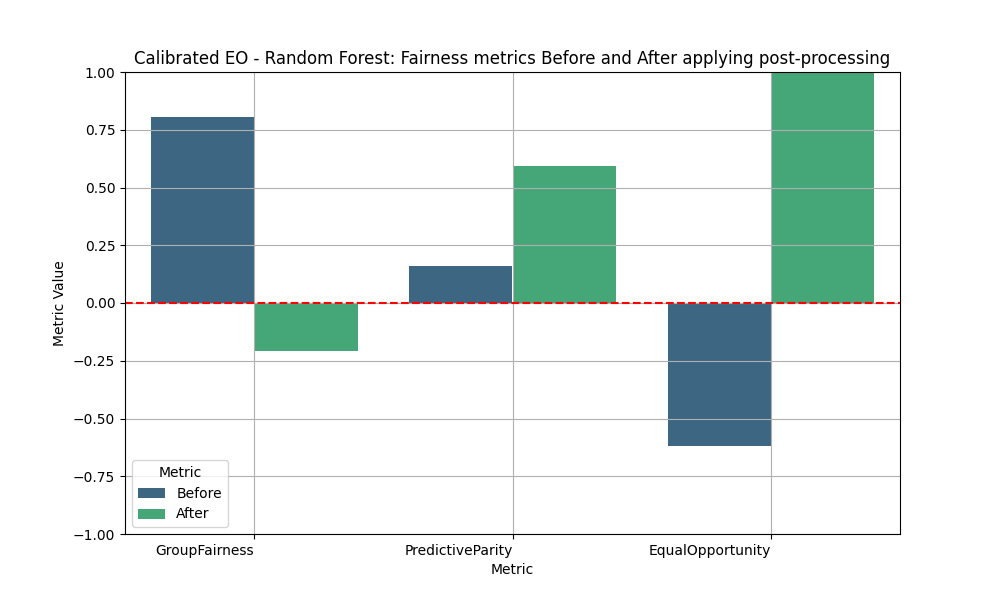 Calibrated EO - Random Forest: Fairness metrics Before and After applying post-processing
1.00
0.75
0.50
0.25
0.00
−0.25
−0.50
−0.75
−1.00
Metric Value
Metric
Before
After
GroupFairness
PredictiveParity
EqualOpportunity
Metric